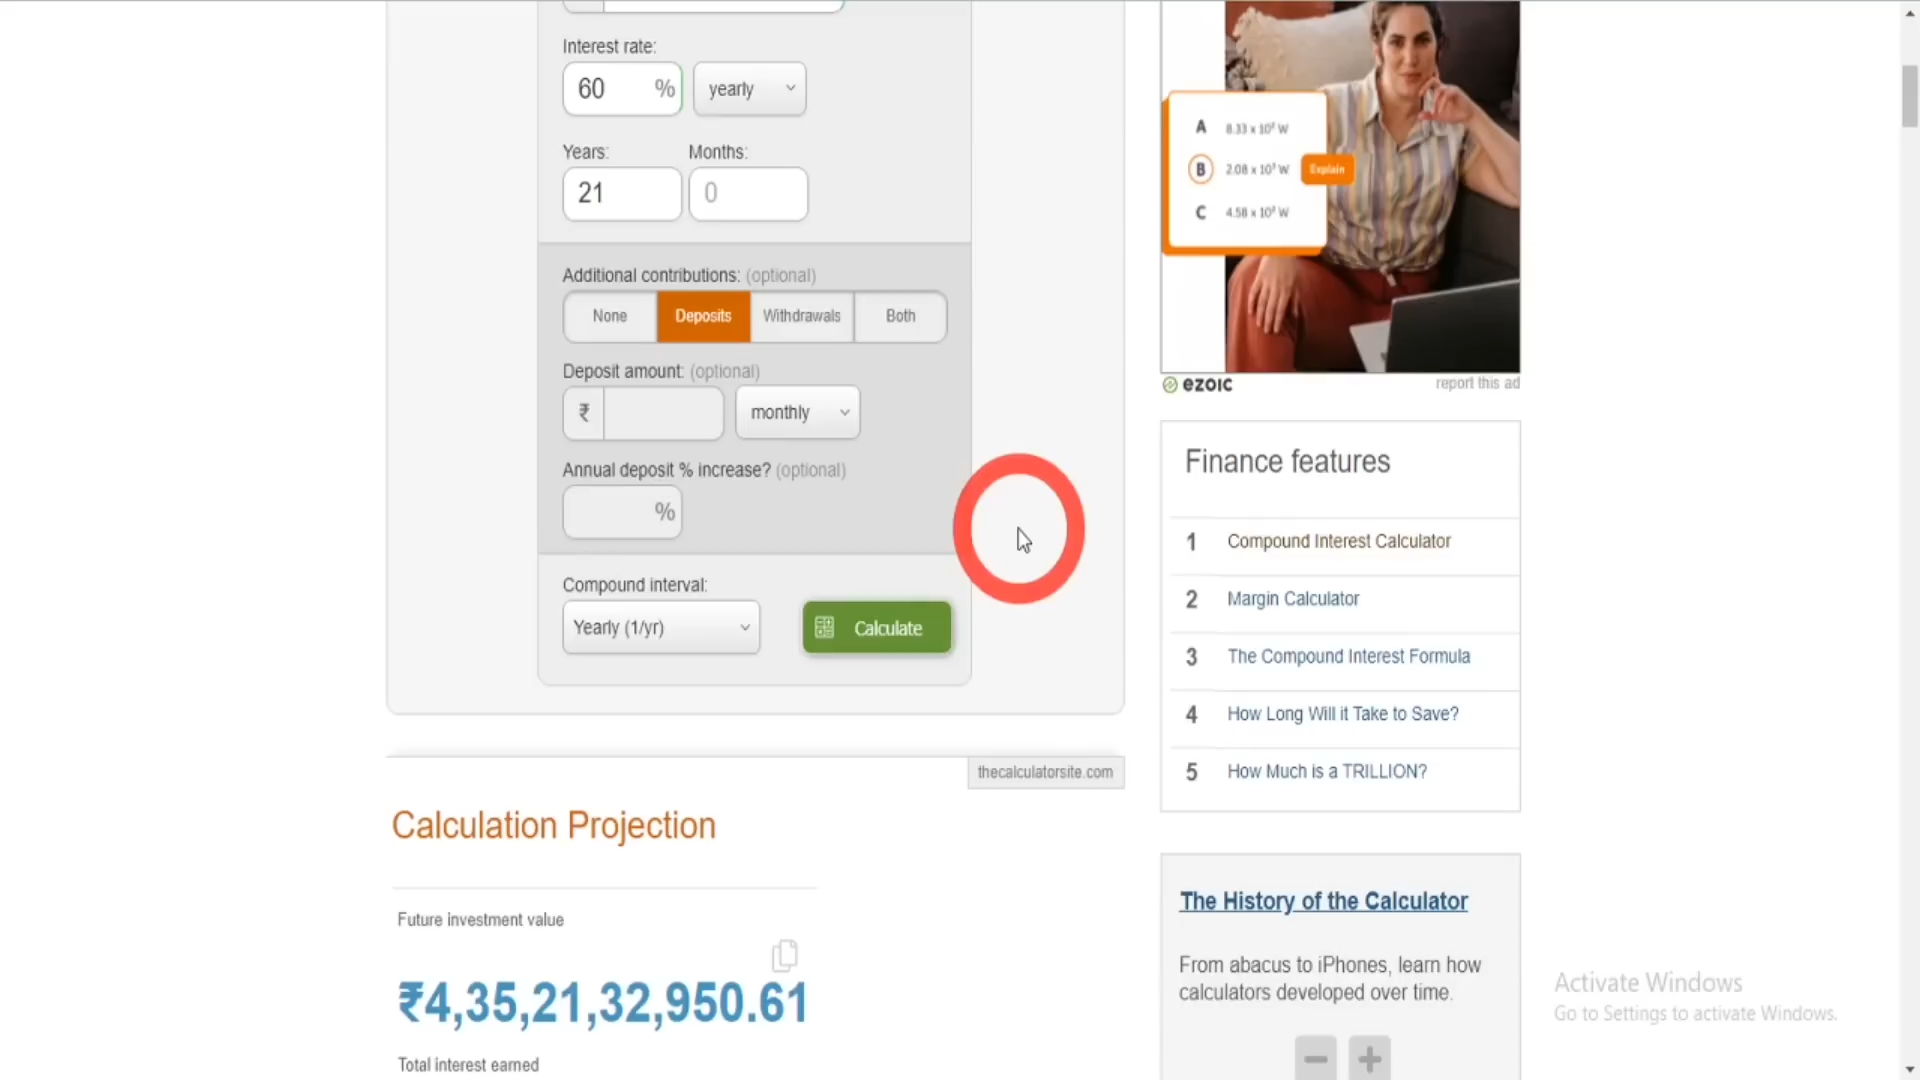 Interest rate:
60 %
yearly
Years:
Months:
21
0
Additional contributions: (optional)
None
Deposits
Withdrawals
Both
Deposit amount: (optional)
₹
monthly
Annual deposit % increase? (optional)
%
Compound interval:
Yearly (1/yr)
Calculate
thecalculatorsite.com
Calculation Projection
Future investment value
₹4,35,21,32,950.61
Total interest earned
A
B
Explain
C
ezoic
report this ad
Finance features
1 Compound Interest Calculator
2 Margin Calculator
3 The Compound Interest Formula
4 How Long Will it Take to Save?
5 How Much is a TRILLION?
The History of the Calculator
From abacus to iPhones, learn how
calculators developed over time.
Activate Windows
Go to Settings to activate Windows.